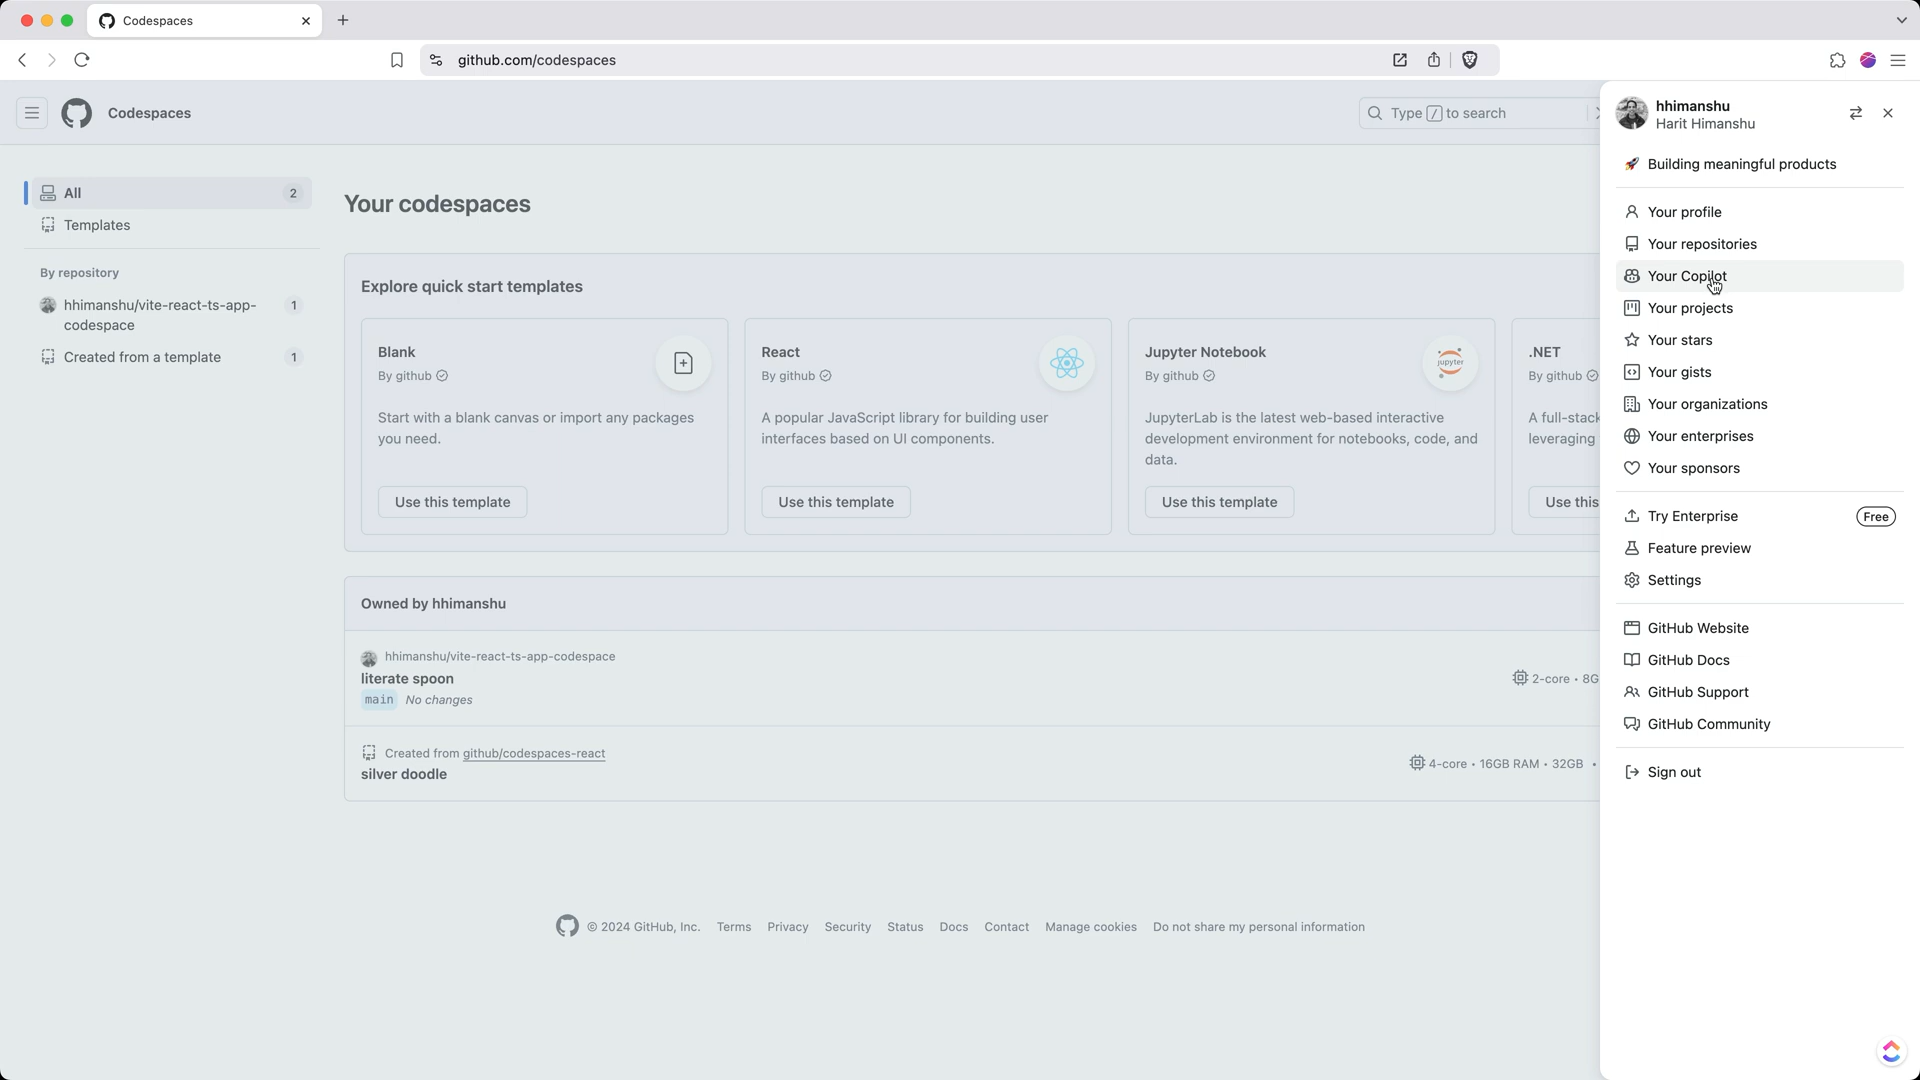 Codespaces
github.com/codespaces
Codespaces
Type / to search
hhimanshu
Harit Himanshu
Building meaningful products
All 2
Templates
By repository
hhimanshu/vite-react-ts-app-
codespace
1
Created from a template 1
Your codespaces
Explore quick start templates
Blank
By github
Start with a blank canvas or import any packages
you need.
Use this template
React
By github
A popular JavaScript library for building user
interfaces based on UI components.
Use this template
Jupyter Notebook
By github
jupyter
JupyterLab is the latest web-based interactive
development environment for notebooks, code, and
data.
Use this template
.NET
By github
A full-stack
leveraging
Use this
Owned by hhimanshu
hhimanshu/vite-react-ts-app-codespace
literate spoon
main No changes
2-core • 8G
Created from github/codespaces-react
silver doodle
4-core • 16GB RAM • 32GB •
© 2024 GitHub, Inc. Terms Privacy Security Status Docs Contact Manage cookies Do not share my personal information
Your profile
Your repositories
Your Copilot
Your projects
Your stars
Your gists
Your organizations
Your enterprises
Your sponsors
Try Enterprise Free
Feature preview
Settings
GitHub Website
GitHub Docs
GitHub Support
GitHub Community
Sign out